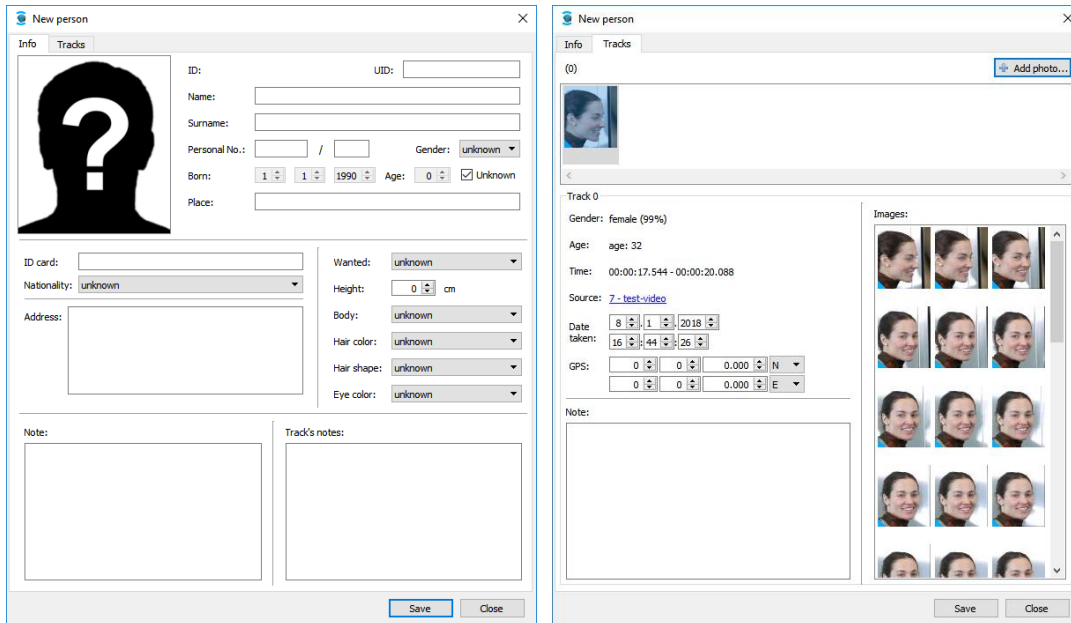 New person
Info Tracks
?
ID: UID:
Name:
Surname:
Personal No.: / Gender: unknown
Born: 1 1 1990 Age: 0 Unknown
Place:
ID card:
Nationality: unknown
Address:
Wanted: unknown
Height: 0 cm
Body: unknown
Hair color: unknown
Hair shape: unknown
Eye color: unknown
Note:
Track's notes:
Save Close
New person
Info Tracks
(0) Add photo...
Track 0
Gender: female (99%)
Age: age: 32
Time: 00:00:17.544 - 00:00:20.088
Source: 7 - test-video
Date taken: 8 . 1 . 2018
16 : 44 : 26
GPS: 0 0 0.000 N
0 0 0.000 E
Note:
Images:
Save Close